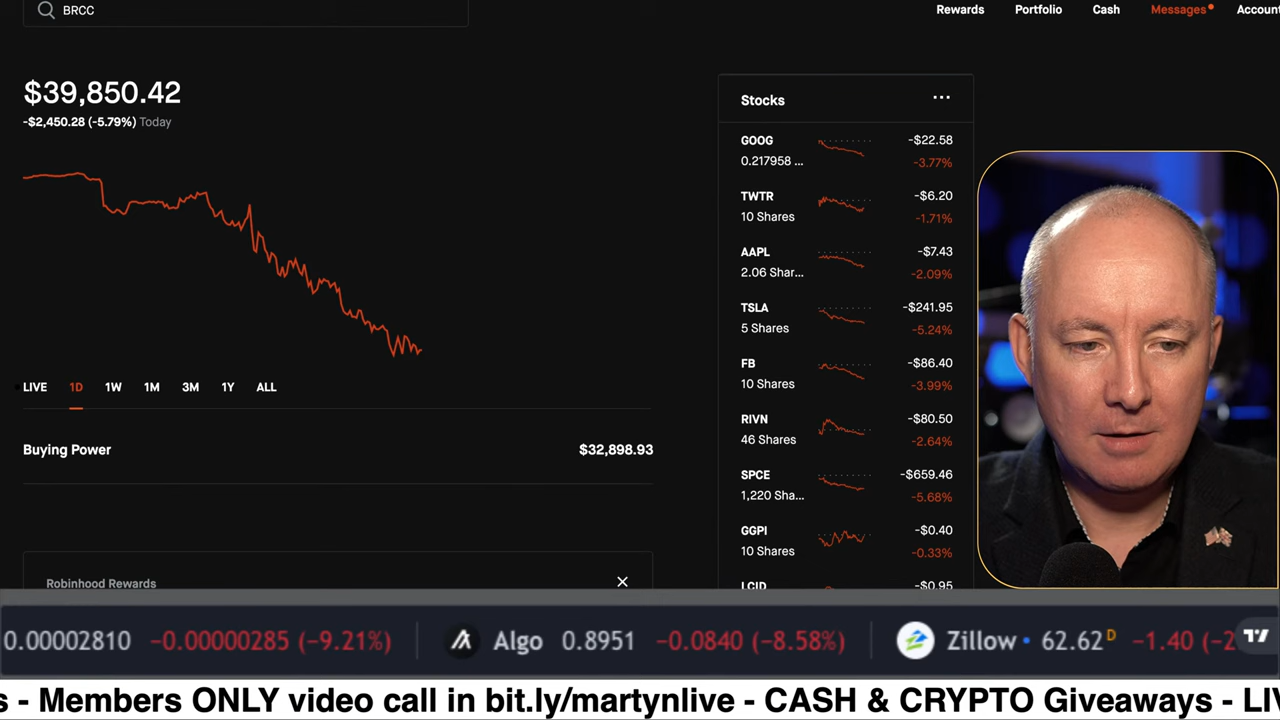 BRCC
Rewards Portfolio Cash Messages Accoun
$39,850.42
-$2,450.28 (-5.79%) Today
LIVE 1D 1W 1M 3M 1Y ALL
Buying Power $32,898.93
Robinhood Rewards
Stocks
GOOG -$22.58
0.217958 ... -3.77%
TWTR -$6.20
10 Shares -1.71%
AAPL -$7.43
2.06 Shar... -2.09%
TSLA -$241.95
5 Shares -5.24%
FB -$86.40
10 Shares -3.99%
RIVN -$80.50
46 Shares -2.64%
SPCE -$659.46
1,220 Sha... -5.68%
GGPI -$0.40
10 Shares -0.33%
LCID -$0.95
0.00002810 −0.00000285 (−9.21%) Algo 0.8951 −0.0840 (−8.58%) Zillow • 62.62 D −1.40 (−2
s - Members ONLY video call in bit.ly/martynlive - CASH & CRYPTO Giveaways - LI